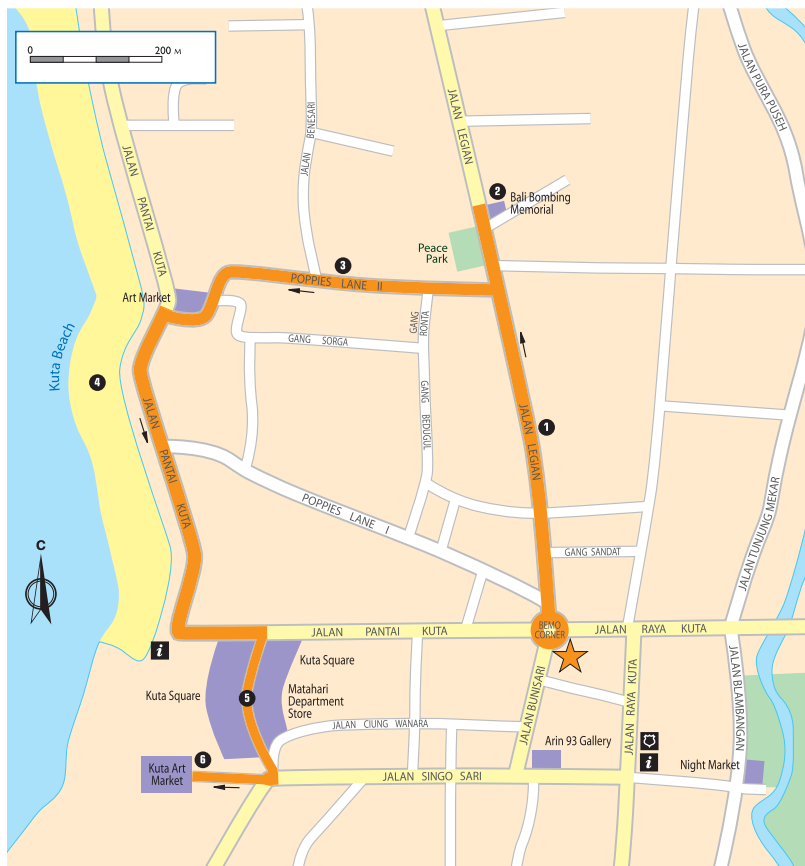 0
200 м
JALAN PURA PUSEH
JALAN LEGIAN
JALAN BENESARI
JALAN PANTAI KUTA
2
Bali Bombing
Memorial
Peace
Park
3
POPPIES LANE II
Art Market
GANG
RONTA
GANG SORGA
Kuta Beach
4
GANG BEDUGUL
JALAN LEGIAN
1
JALAN PANTAI KUTA
POPPIES LANE I
JALAN TUNJUNG MEKAR
С
GANG SANDAT
BEMO
CORNER
JALAN PANTAI KUTA
JALAN RAYA KUTA
i
Kuta Square
Kuta Square
5
Matahari
Department
Store
JALAN CIUNG WANARA
JALAN BUNISARI
JALAN RAYA KUTA
JALAN BLAMBANGAN
Arin 93 Gallery
i
Night Market
6
Kuta Art
Market
JALAN SINGO SARI